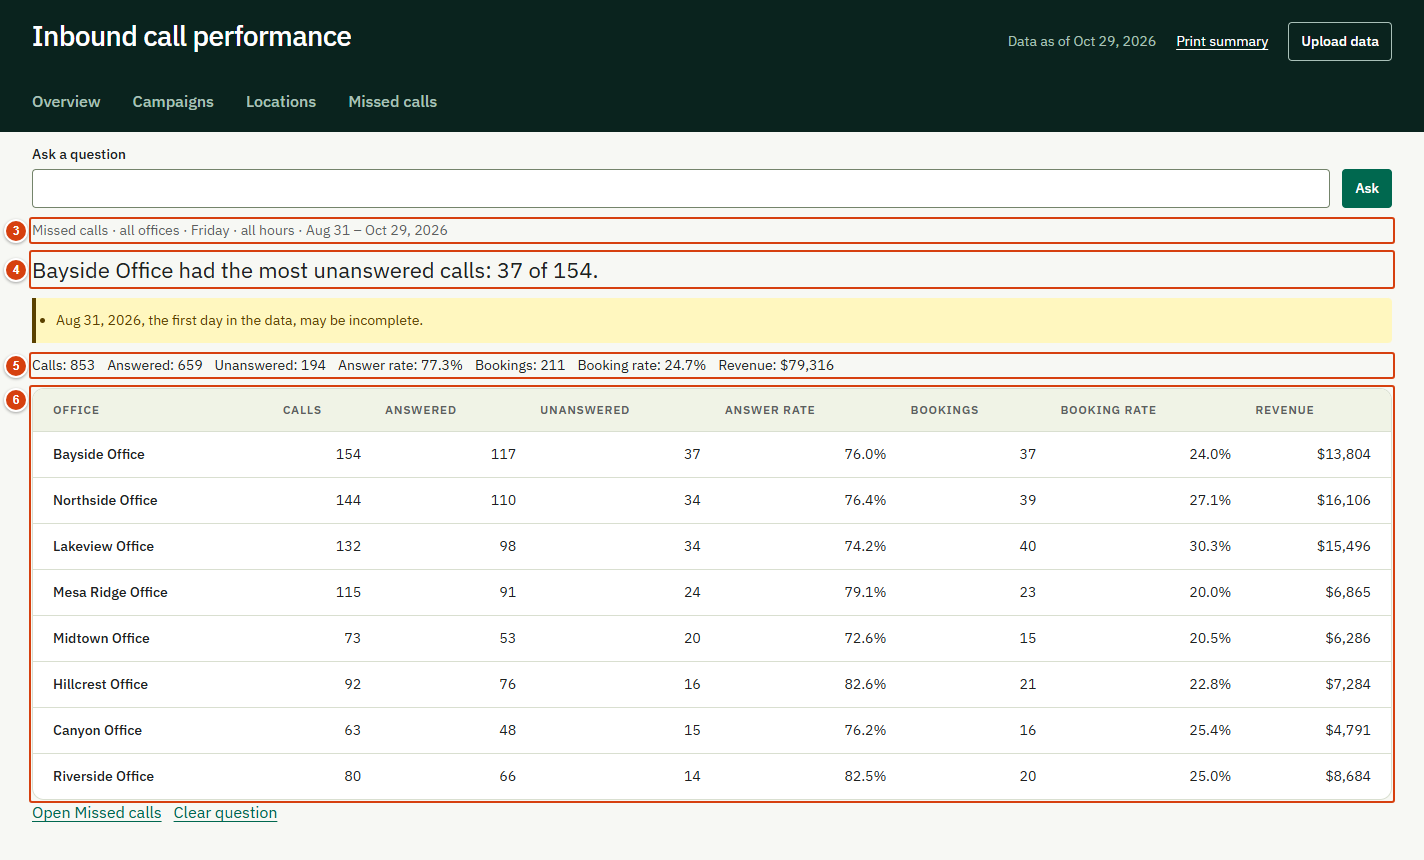 Inbound call performance
Data as of Oct 29, 2026 Print summary Upload data
Overview Campaigns Locations Missed calls
Ask a question
Ask
3 Missed calls · all offices · Friday · all hours · Aug 31 – Oct 29, 2026
4 Bayside Office had the most unanswered calls: 37 of 154.
• Aug 31, 2026, the first day in the data, may be incomplete.
5 Calls: 853 Answered: 659 Unanswered: 194 Answer rate: 77.3% Bookings: 211 Booking rate: 24.7% Revenue: $79,316
6
OFFICE CALLS ANSWERED UNANSWERED ANSWER RATE BOOKINGS BOOKING RATE REVENUE
Bayside Office 154 117 37 76.0% 37 24.0% $13,804
Northside Office 144 110 34 76.4% 39 27.1% $16,106
Lakeview Office 132 98 34 74.2% 40 30.3% $15,496
Mesa Ridge Office 115 91 24 79.1% 23 20.0% $6,865
Midtown Office 73 53 20 72.6% 15 20.5% $6,286
Hillcrest Office 92 76 16 82.6% 21 22.8% $7,284
Canyon Office 63 48 15 76.2% 16 25.4% $4,791
Riverside Office 80 66 14 82.5% 20 25.0% $8,684
Open Missed calls Clear question